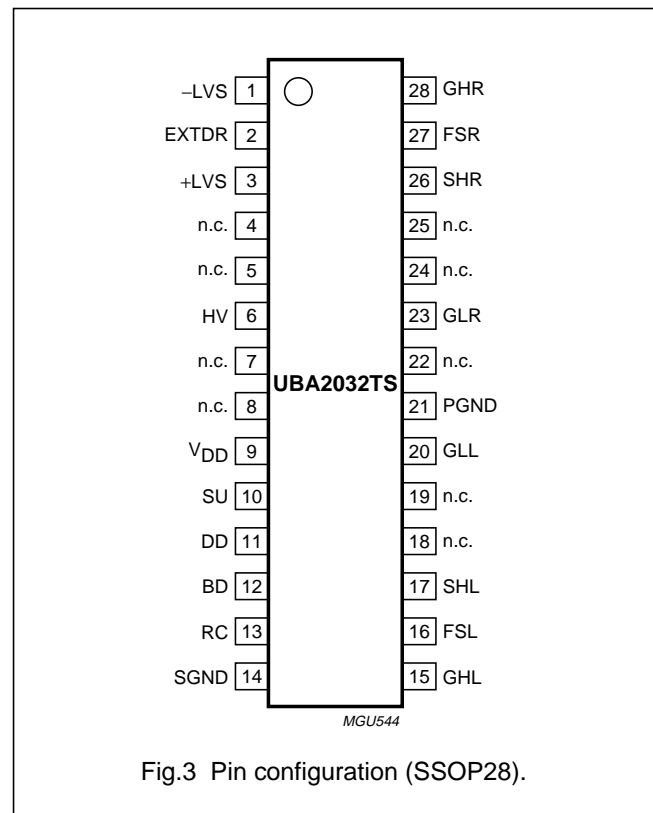 −LVS 1 28 GHR
EXTDR 2 27 FSR
+LVS 3 26 SHR
n.c. 4 25 n.c.
n.c. 5 24 n.c.
HV 6 23 GLR
n.c. 7 22 n.c.
UBA2032TS
n.c. 8 21 PGND
VDD 9 20 GLL
SU 10 19 n.c.
DD 11 18 n.c.
BD 12 17 SHL
RC 13 16 FSL
SGND 14 15 GHL
MGU544
Fig.3 Pin configuration (SSOP28).